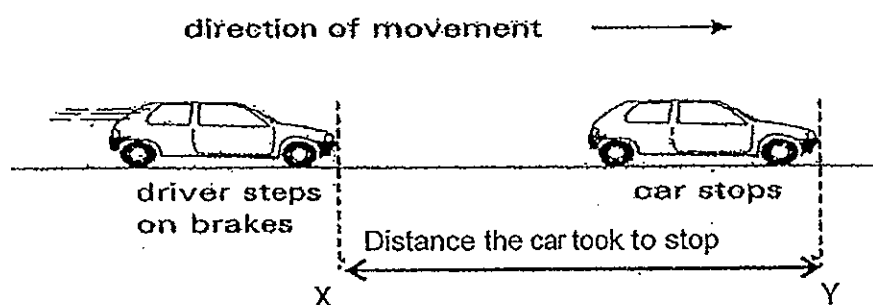 direction of movement
driver steps
on brakes
car stops
Distance the car took to stop
X
Y